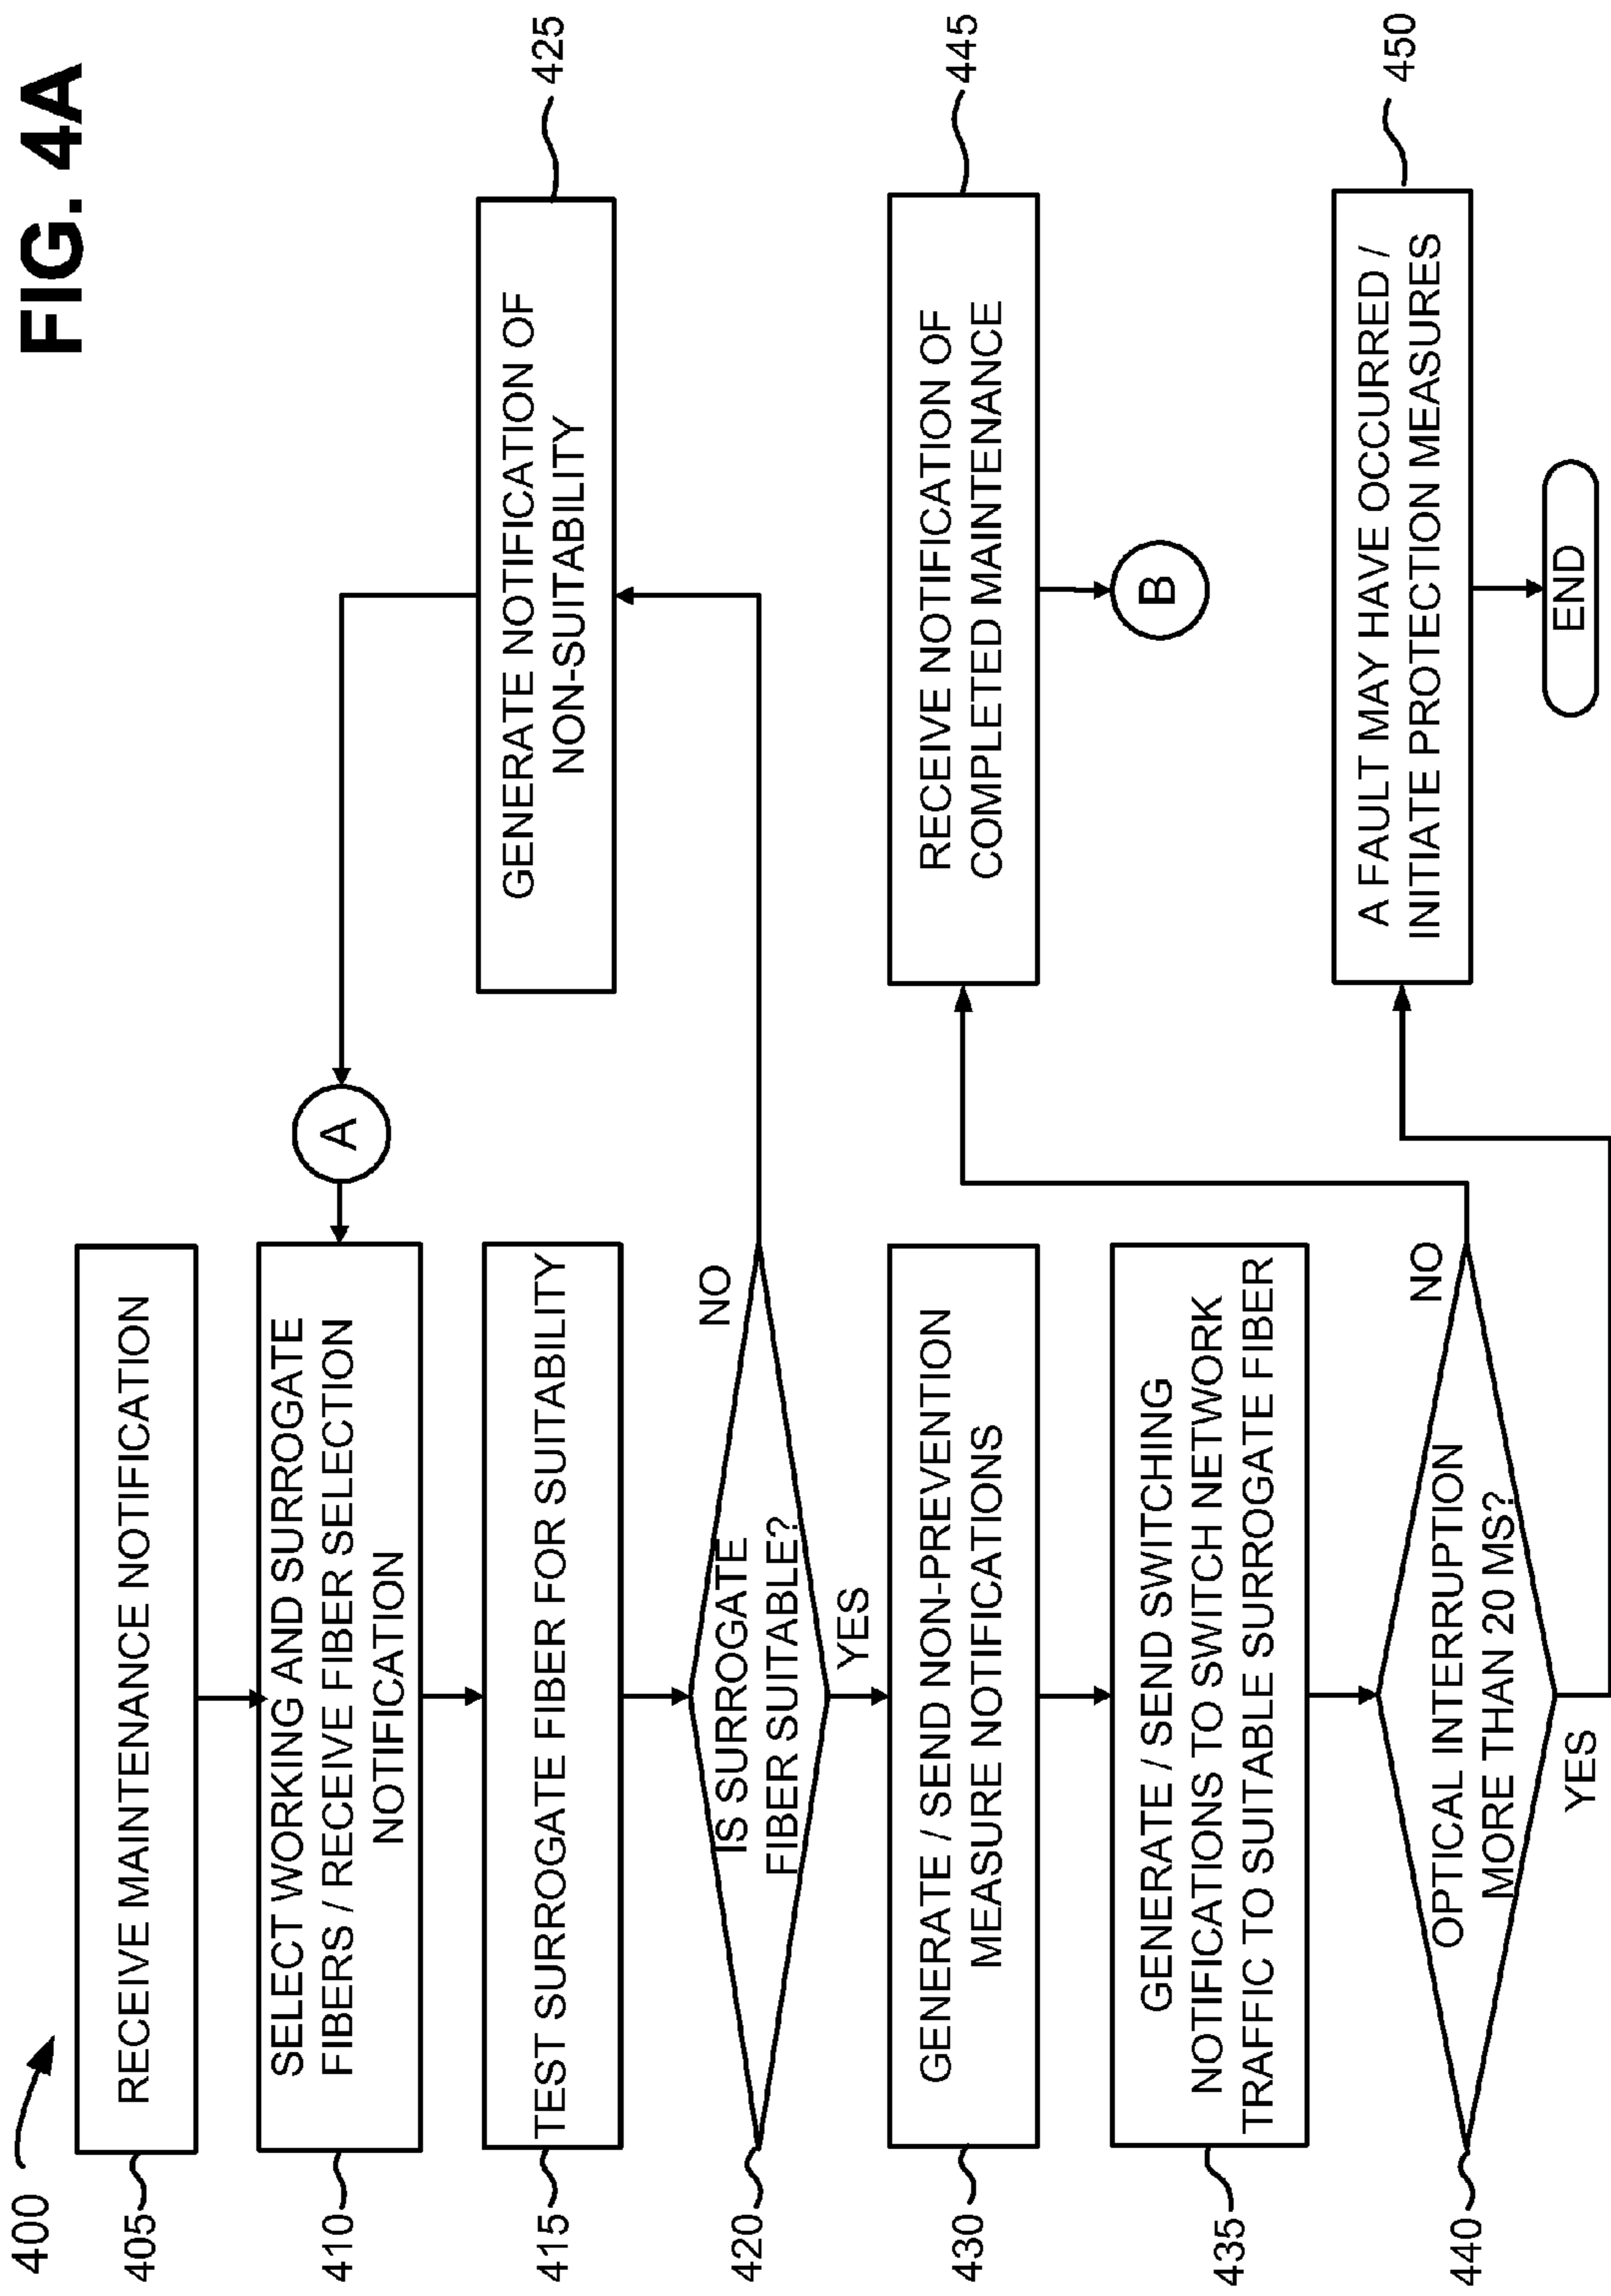 FIG. 4A
400
405
RECEIVE MAINTENANCE NOTIFICATION
410
SELECT WORKING AND SURROGATE
FIBERS / RECEIVE FIBER SELECTION
NOTIFICATION
A
415
TEST SURROGATE FIBER FOR SUITABILITY
420
IS SURROGATE
FIBER SUITABLE?
NO
YES
GENERATE NOTIFICATION OF
NON-SUITABILITY
425
430
GENERATE / SEND NON-PREVENTION
MEASURE NOTIFICATIONS
435
GENERATE / SEND SWITCHING
NOTIFICATIONS TO SWITCH NETWORK
TRAFFIC TO SUITABLE SURROGATE FIBER
440
OPTICAL INTERRUPTION
MORE THAN 20 MS?
NO
YES
RECEIVE NOTIFICATION OF
COMPLETED MAINTENANCE
445
B
A FAULT MAY HAVE OCCURRED /
INITIATE PROTECTION MEASURES
450
END